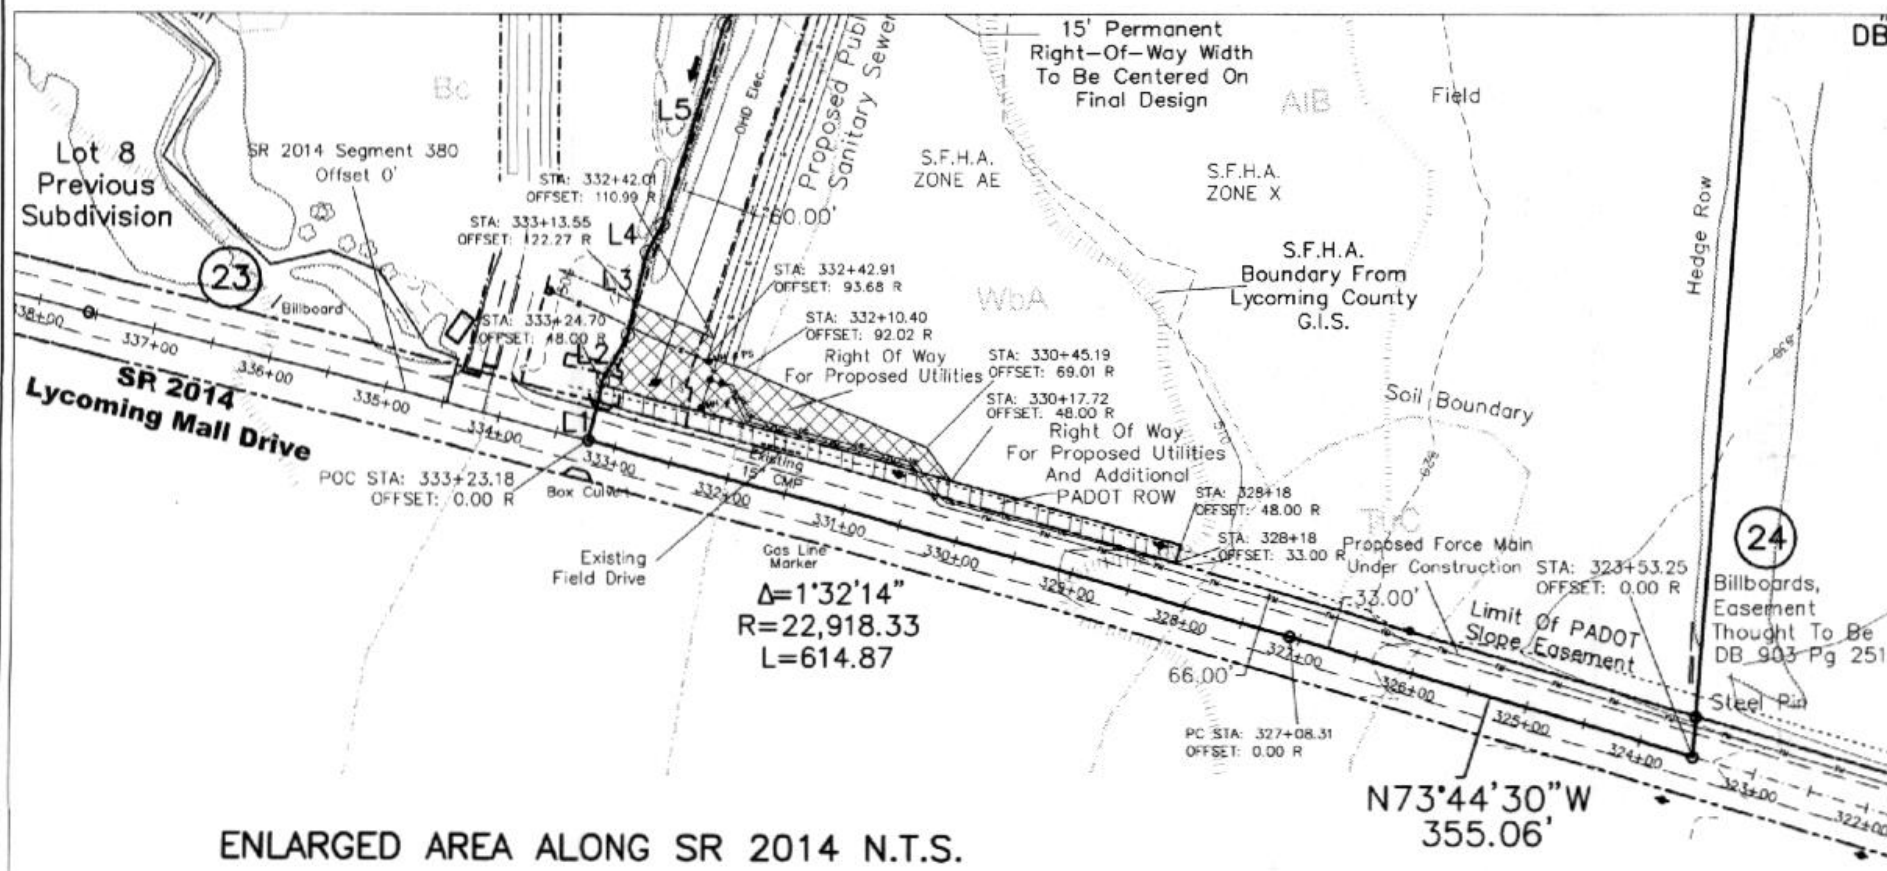 15' Permanent
Right-Of-Way Width
To Be Centered On
Final Design
DB
Bc
L5
OHD Elec.
Proposed Publ
Sanitary Sewer
AIB
Field
Lot 8
Previous
Subdivision
SR 2014 Segment 380
Offset 0'
S.F.H.A.
ZONE AE
S.F.H.A.
ZONE X
STA: 332+42.01
OFFSET: 110.99 R
STA: 333+13.55
OFFSET: 122.27 R
L4
60.00'
Hedge Row
23
L3
50'
STA: 332+42.91
OFFSET: 93.68 R
S.F.H.A.
Boundary From
Lycoming County
G.I.S.
WbA
Billboard
STA: 333+24.70
OFFSET: 48.00 R
STA: 332+10.40
OFFSET: 92.02 R
L2
Right Of Way
For Proposed Utilities
STA: 330+45.19
OFFSET: 69.01 R
STA: 330+17.72
OFFSET: 48.00 R
Soil Boundary
338+00
337+00
336+00
335+00
334+00
333+00
332+00
331+00
330+00
329+00
328+00
327+00
326+00
325+00
324+00
323+00
322+00
SR 2014
Lycoming Mall Drive
L1
Right Of Way
For Proposed Utilities
And Additional
PADOT ROW
POC STA: 333+23.18
OFFSET: 0.00 R
Box Culvert
Existing
15"
CMP
STA: 328+18
OFFSET: 48.00 R
STA: 328+18
OFFSET: 33.00 R
Existing
Field Drive
Gas Line
Marker
Δ=1°32'14"
R=22,918.33
L=614.87
Proposed Force Main
Under Construction
STA: 323+53.25
OFFSET: 0.00 R
24
Billboards,
Easement
Thought To Be
DB 903 Pg 251
33.00'
Limit Of PADOT
Slope Easement
66.00'
Steel Pin
PC STA: 327+08.31
OFFSET: 0.00 R
N73°44'30"W
355.06'
ENLARGED AREA ALONG SR 2014 N.T.S.